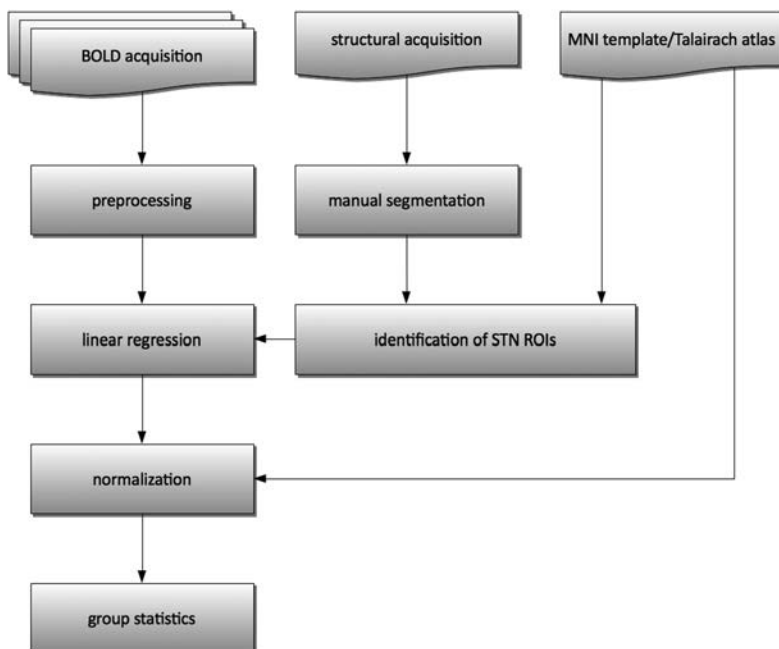 BOLD acquisition
structural acquisition
MNI template/Talairach atlas
preprocessing
manual segmentation
linear regression
identification of STN ROIs
normalization
group statistics